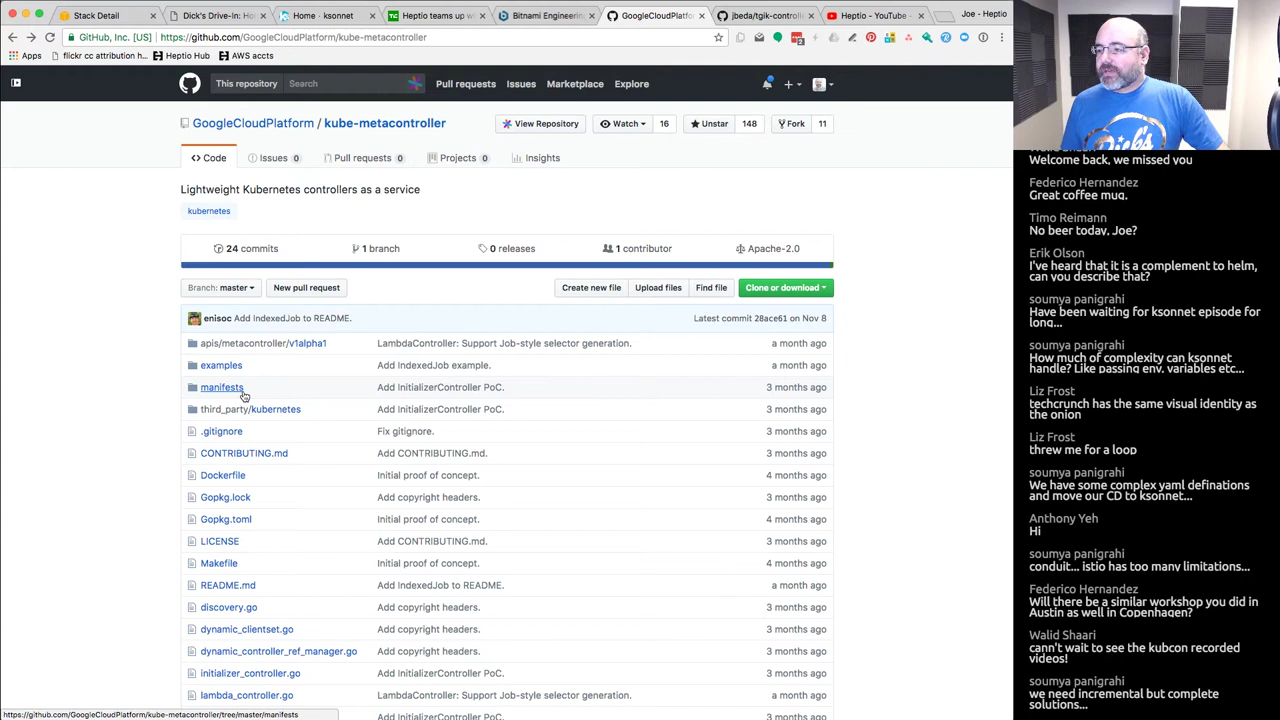 Stack Detail
Dick's Drive-In: Ho
Home · ksonnet
Heptio teams up w
Bitnami Engineering
GoogleCloudPlatfo
jbeda/tgik-controlle
Heptio - YouTube
Joe - Heptio
GitHub, Inc. [US]
https://github.com/GoogleCloudPlatform/kube-metacontroller
Apps
flickr cc attribution h
Heptio Hub
AWS accts
This repository
Search
Pull requests
Issues
Marketplace
Explore
GoogleCloudPlatform / kube-metacontroller
View Repository
Watch
16
Unstar
148
Fork
11
Code
Issues 0
Pull requests 0
Projects 0
Insights
Lightweight Kubernetes controllers as a service
kubernetes
24 commits
1 branch
0 releases
1 contributor
Apache-2.0
Branch: master
New pull request
Create new file
Upload files
Find file
Clone or download
enisoc Add IndexedJob to README.
Latest commit 28ace61 on Nov 8
apis/metacontroller/v1alpha1 LambdaController: Support Job-style selector generation. a month ago
examples Add IndexedJob example. a month ago
manifests Add InitializerController PoC. 3 months ago
third_party/kubernetes Add InitializerController PoC. 3 months ago
.gitignore Fix gitignore. 3 months ago
CONTRIBUTING.md Add CONTRIBUTING.md. 3 months ago
Dockerfile Initial proof of concept. 4 months ago
Gopkg.lock Add copyright headers. 3 months ago
Gopkg.toml Initial proof of concept. 4 months ago
LICENSE Add CONTRIBUTING.md. 3 months ago
Makefile Initial proof of concept. 4 months ago
README.md Add IndexedJob to README. a month ago
discovery.go Add copyright headers. 3 months ago
dynamic_clientset.go Add copyright headers. 3 months ago
dynamic_controller_ref_manager.go Add copyright headers. 3 months ago
initializer_controller.go Add copyright headers. 3 months ago
lambda_controller.go LambdaController: Support Job-style selector generation. a month ago
Add InitializerController PoC. 3 months ago
https://github.com/GoogleCloudPlatform/kube-metacontroller/tree/master/manifests
Dick's
Welcome back, we missed you
Federico Hernandez
Great coffee mug.
Timo Reimann
No beer today, Joe?
Erik Olson
I've heard that it is a complement to helm,
can you describe that?
soumya panigrahi
Have been waiting for ksonnet episode for
long...
soumya panigrahi
How much of complexity can ksonnet
handle? Like passing env. variables etc...
Liz Frost
techcrunch has the same visual identity as
the onion
Liz Frost
threw me for a loop
soumya panigrahi
We have some complex yaml definations
and move our CD to ksonnet...
Anthony Yeh
Hi
soumya panigrahi
conduit... istio has too many limitations...
Federico Hernandez
Will there be a similar workshop you did in
Austin as well in Copenhagen?
Walid Shaari
cann't wait to see the kubcon recorded
videos!
soumya panigrahi
we need incremental but complete
solutions...